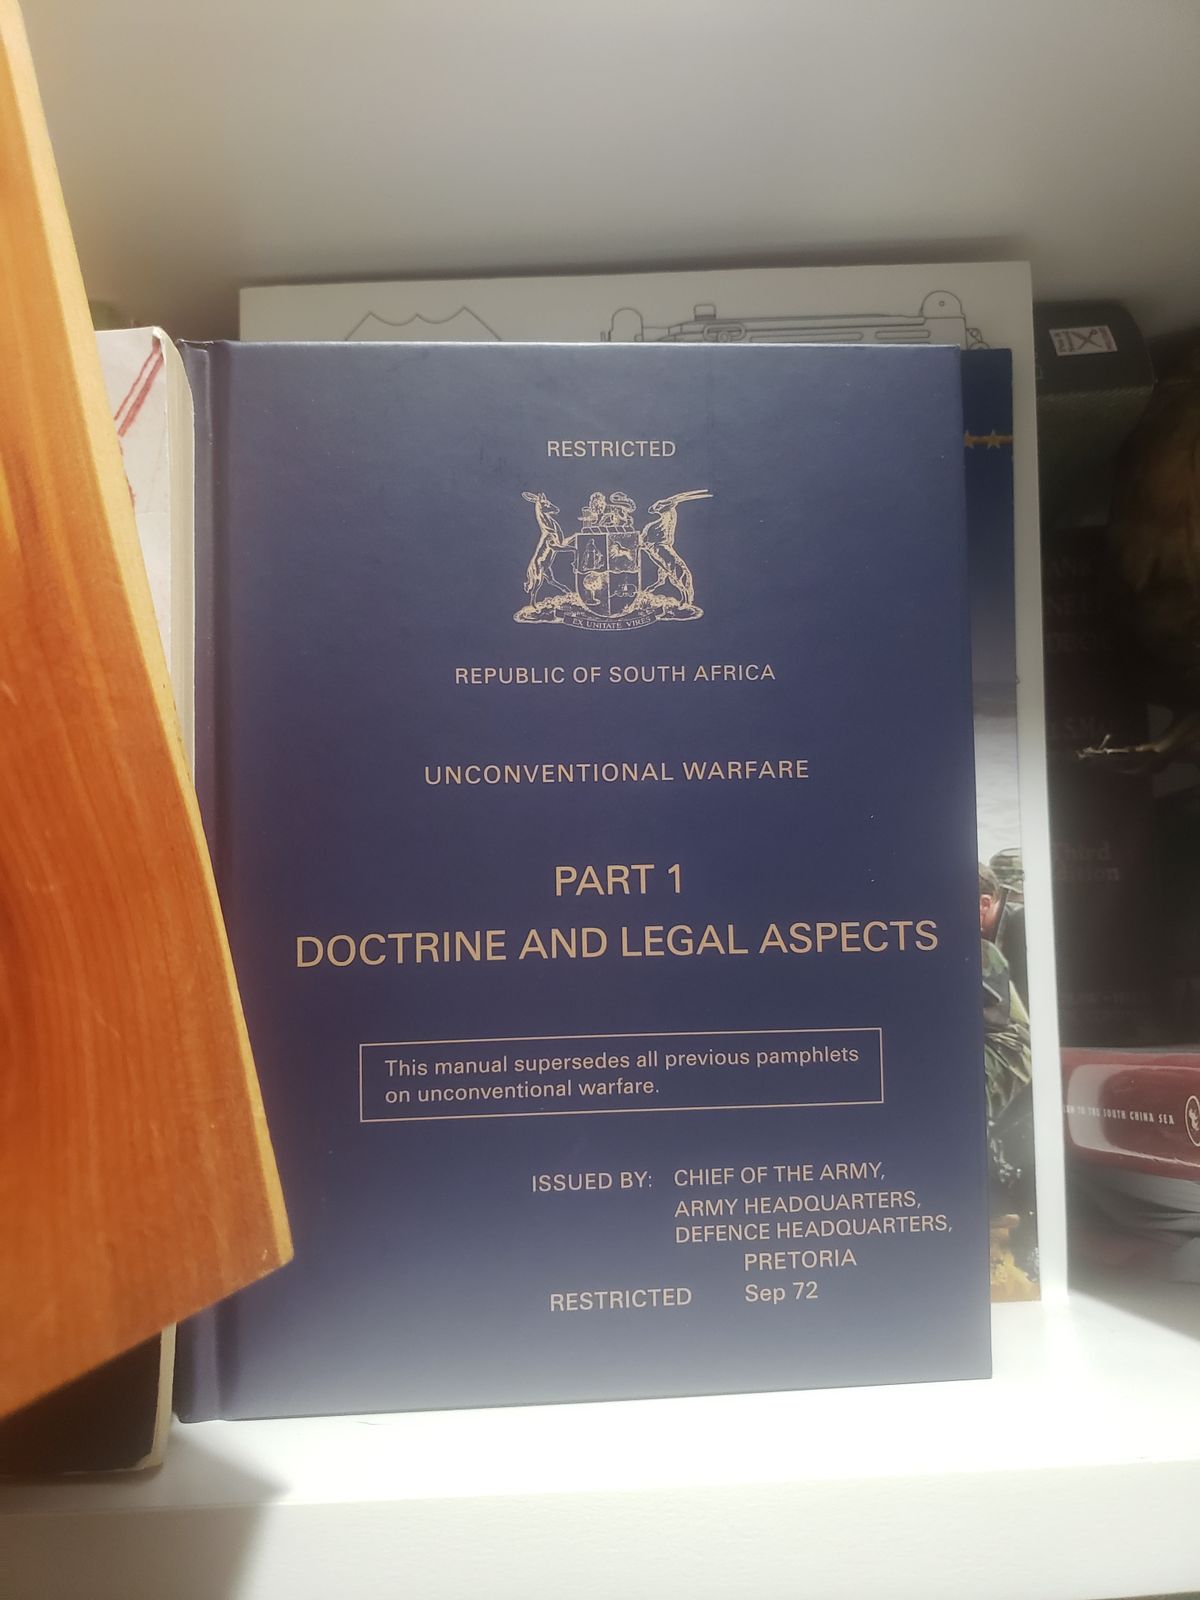 RESTRICTED
EX UNITATE VIRES
REPUBLIC OF SOUTH AFRICA
UNCONVENTIONAL WARFARE
PART 1
DOCTRINE AND LEGAL ASPECTS
This manual supersedes all previous pamphlets
on unconventional warfare.
ISSUED BY: CHIEF OF THE ARMY,
ARMY HEADQUARTERS,
DEFENCE HEADQUARTERS,
PRETORIA
RESTRICTED Sep 72
Third
TO THE SOUTH CHINA SEA